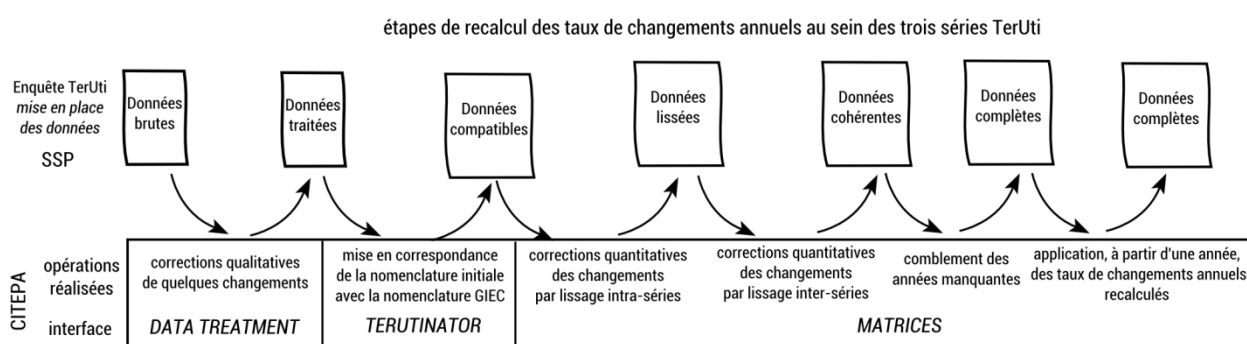 étapes de recalcul des taux de changements annuels au sein des trois séries TerUti
Enquête TerUti
mise en place
des données
SSP
Données
brutes
Données
traitées
Données
compatibles
Données
lissées
Données
cohérentes
Données
complètes
Données
complètes
CITEPA
opérations
réalisées
corrections qualitatives
de quelques changements
mise en correspondance
de la nomenclature initiale
avec la nomenclature GIEC
corrections quantitatives
des changements
par lissage intra-séries
corrections quantitatives
des changements
par lissage inter-séries
comblement des
années manquantes
application, à partir d'une année,
des taux de changements annuels
recalculés
interface
DATA TREATMENT
TERUTINATOR
MATRICES